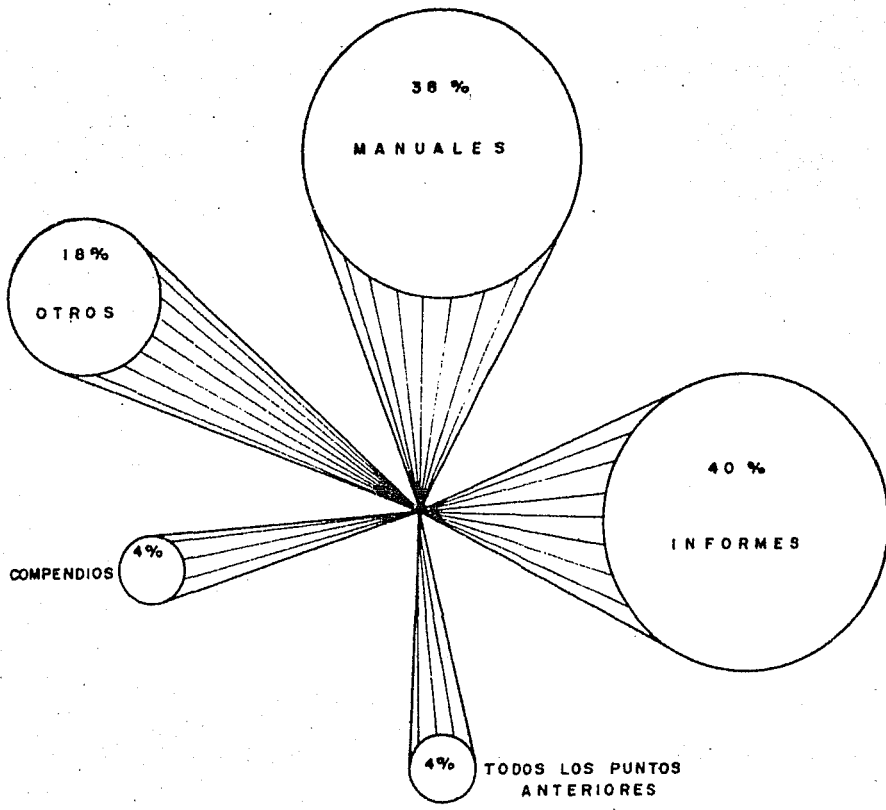 38 %
MANUALES
18%
OTROS
40 %
INFORMES
4%
COMPENDIOS
4%
TODOS LOS PUNTOS
ANTERIORES